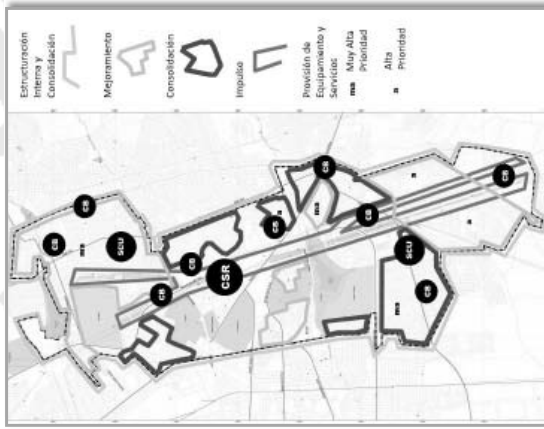 Estructuración
Interna y
Consolidación
Mejoramiento
Consolidación
Impulso
Provisión de
Equipamiento y
Servicios
ma Muy Alta
Prioridad
a Alta
Prioridad
CB
CB
ma
SCU
CB
CB
CSR
CB
a
ma
CB
CB
a
a
CB
SCU
ma
CB